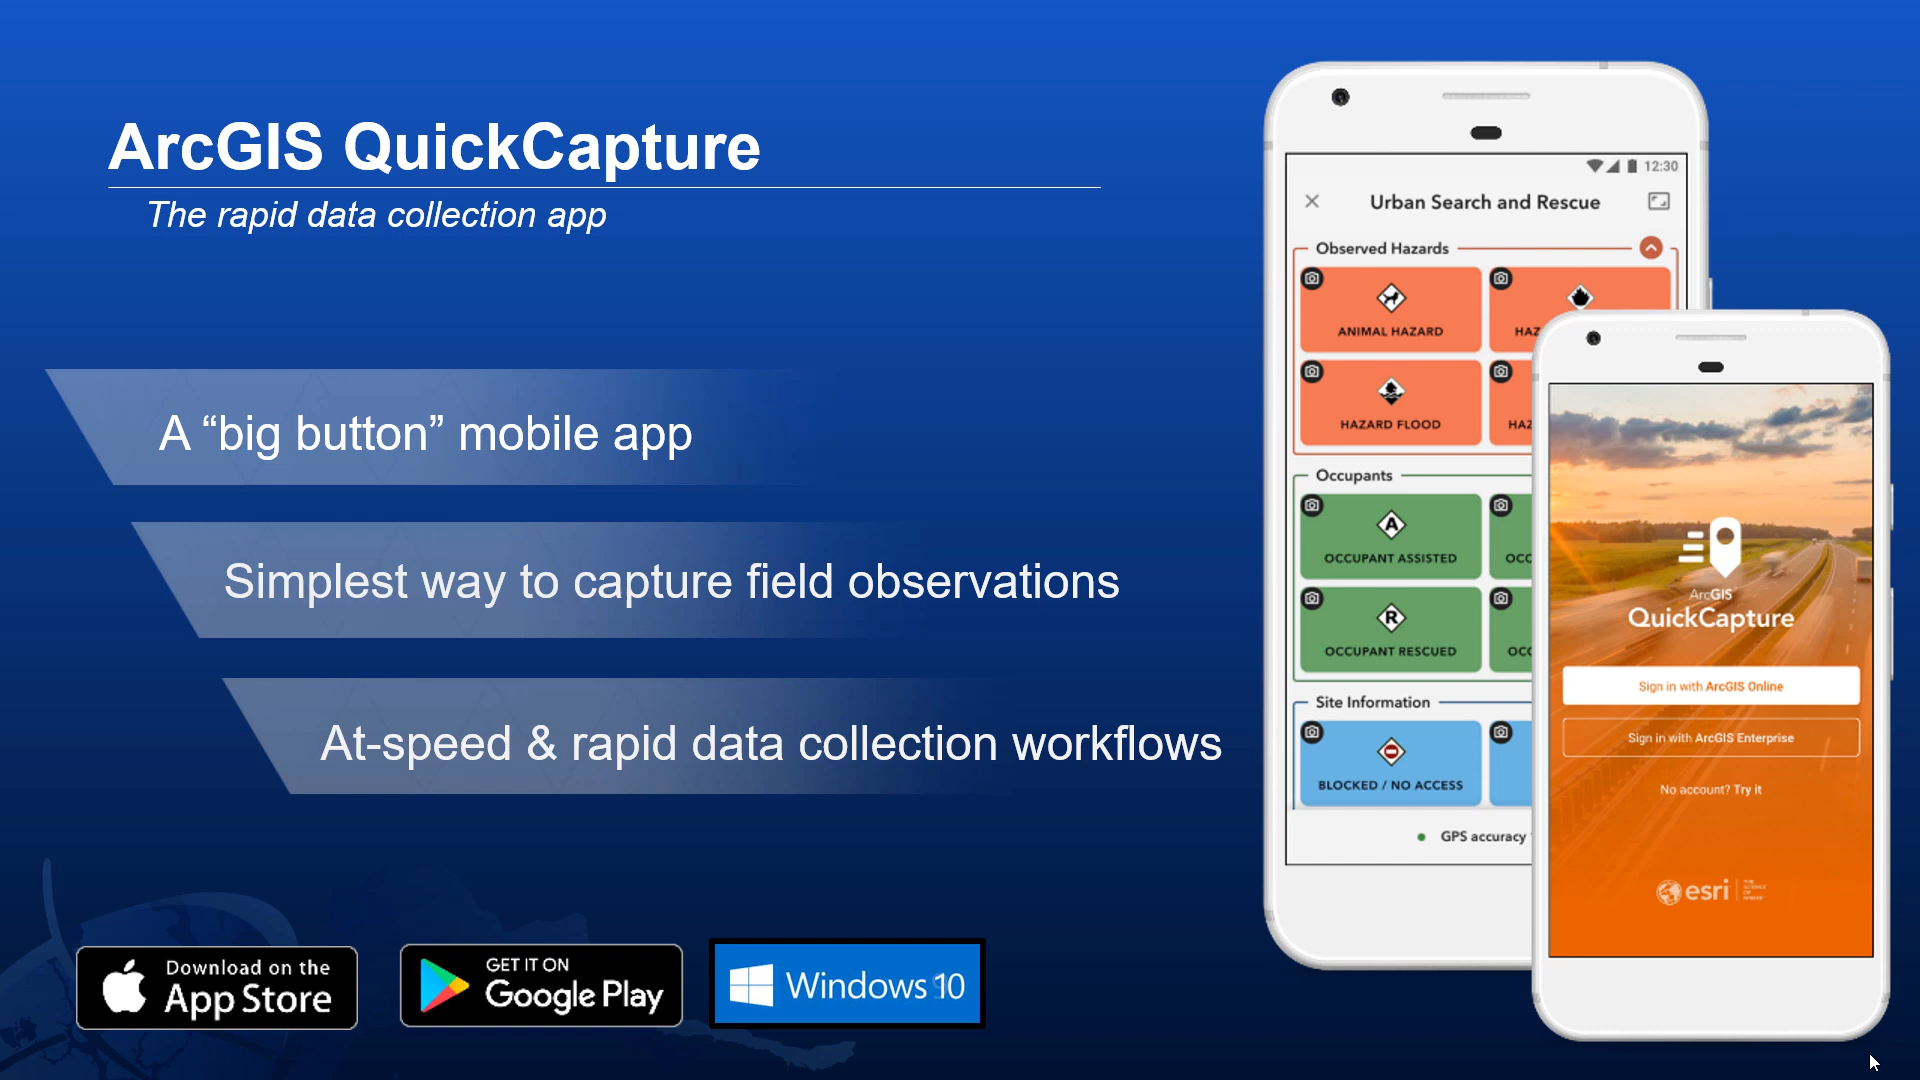 ArcGIS QuickCapture
The rapid data collection app
A “big button” mobile app
Simplest way to capture field observations
At-speed & rapid data collection workflows
Download on the
App Store
GET IT ON
Google Play
Windows 10
12:30
Urban Search and Rescue
Observed Hazards
ANIMAL HAZARD
HAZARD FLOOD
Occupants
OCCUPANT ASSISTED
A
OCCUPANT RESCUED
R
Site Information
BLOCKED / NO ACCESS
GPS accuracy
ArcGIS
QuickCapture
Sign in with ArcGIS Online
Sign in with ArcGIS Enterprise
No account? Try it
esri